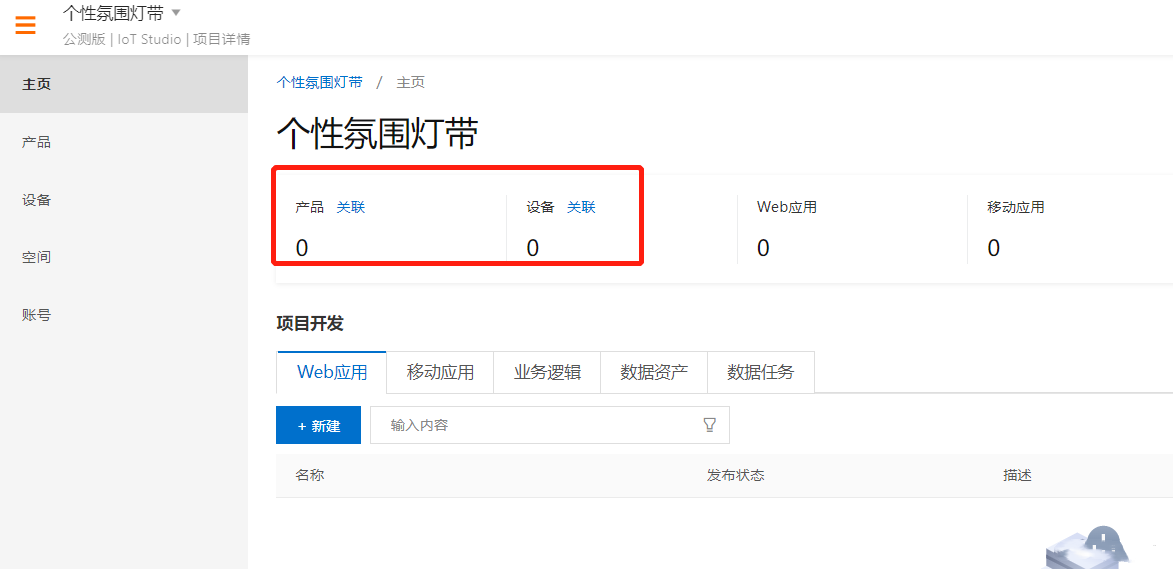 个性氛围灯带
公测版 | IoT Studio | 项目详情
主页
产品
设备
空间
账号
个性氛围灯带 / 主页
个性氛围灯带
产品 关联 设备 关联 Web应用 移动应用
0 0 0 0
项目开发
Web应用 移动应用 业务逻辑 数据资产 数据任务
+ 新建 输入内容
名称 发布状态 描述